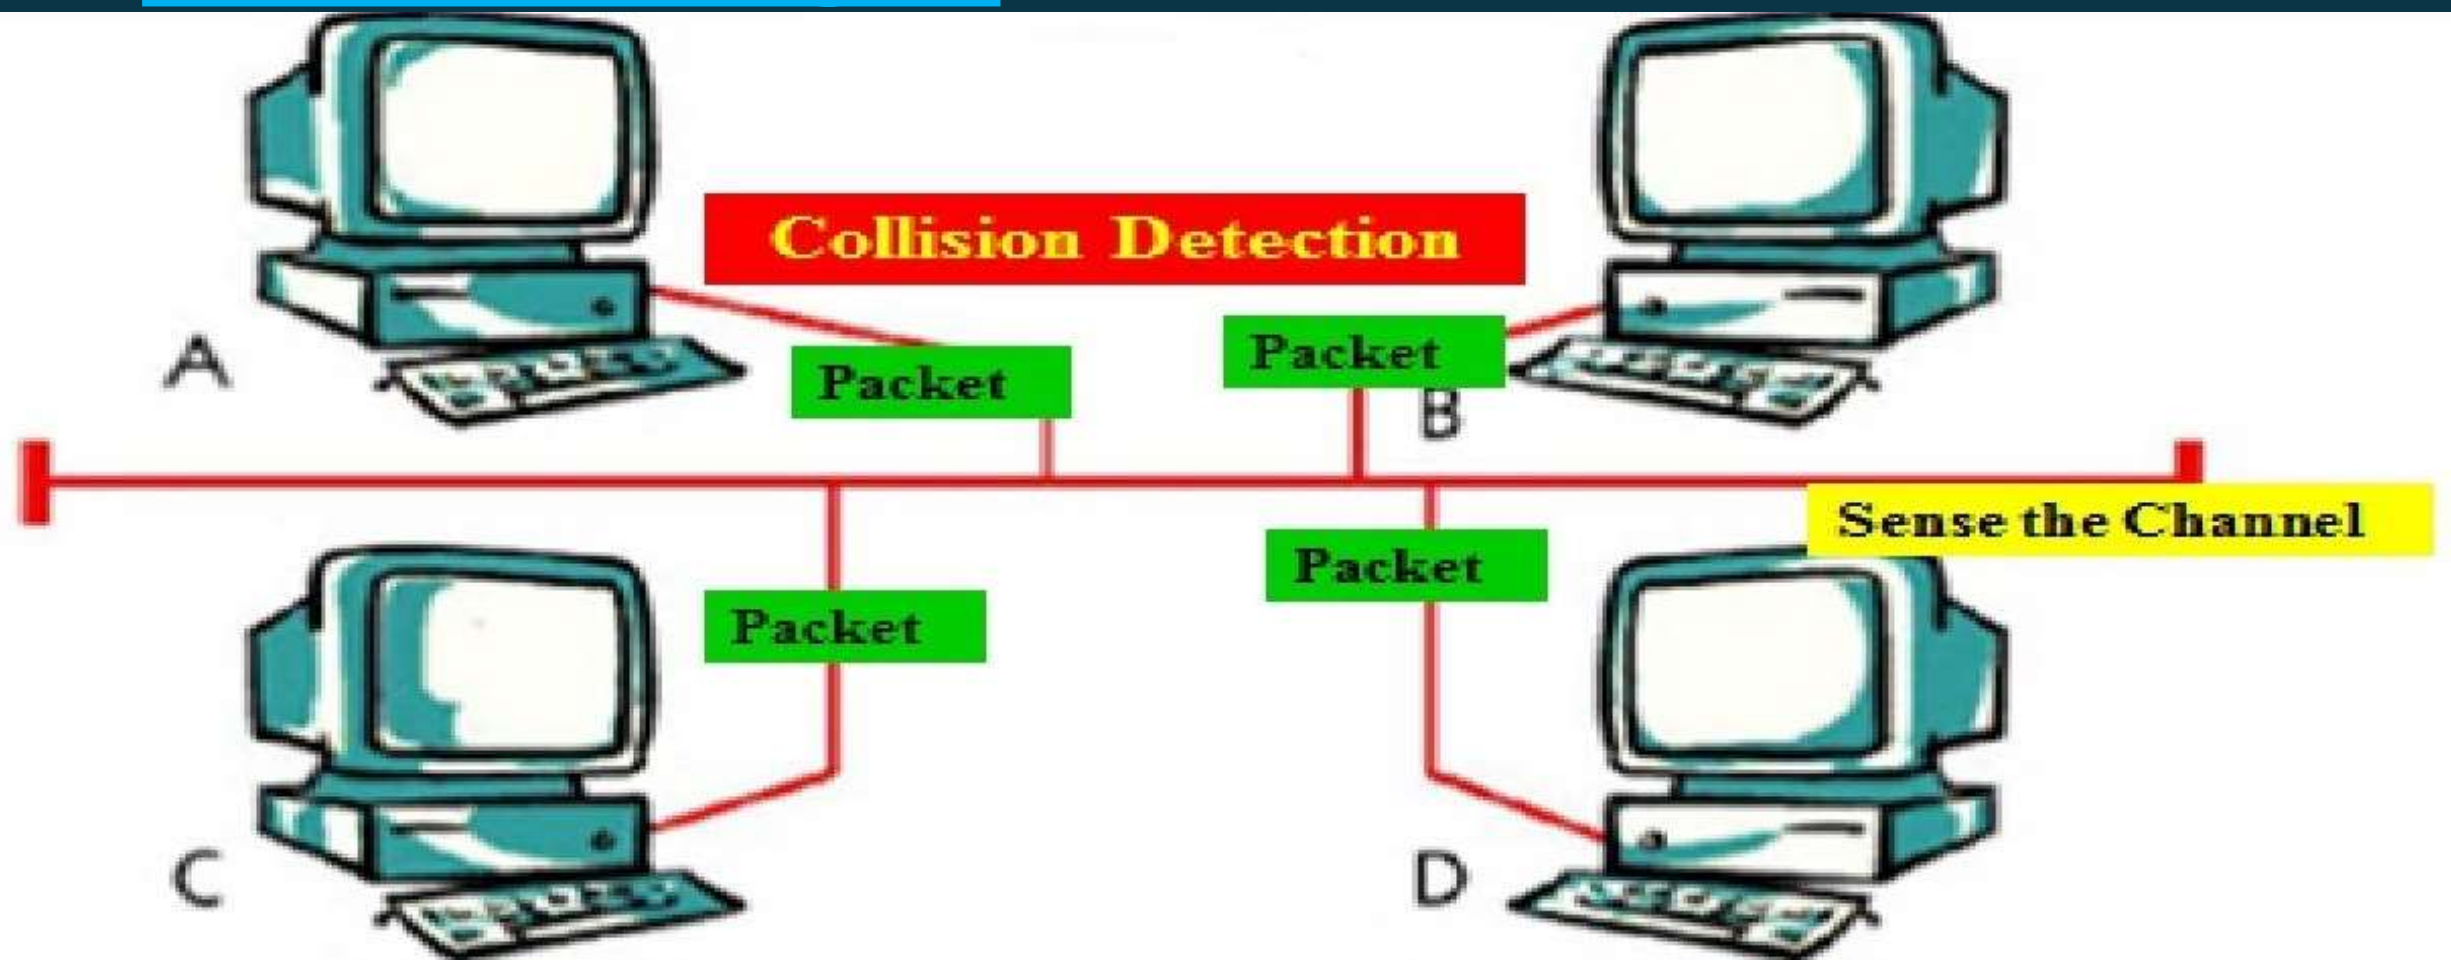 Collision Detection
A
Packet
Packet
B
Sense the Channel
Packet
Packet
C
D